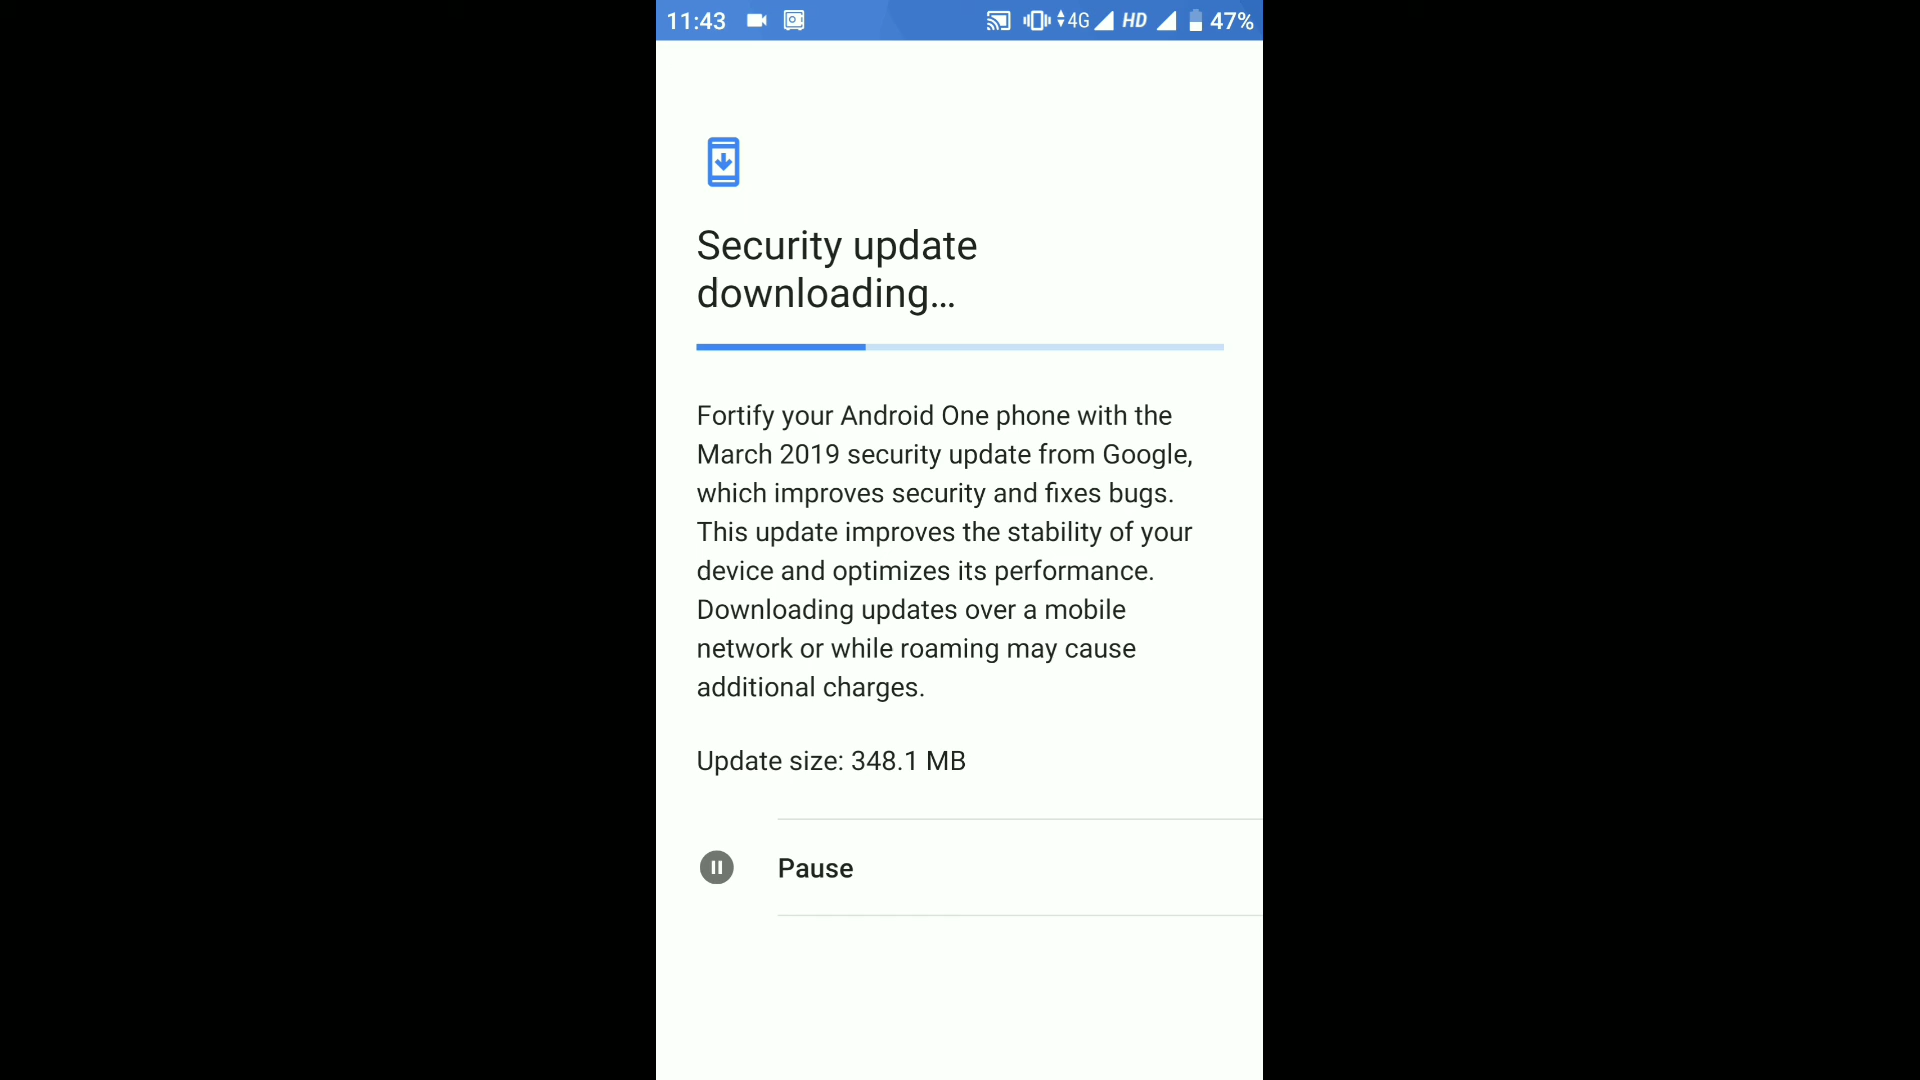 11:43 4G HD 47%
Security update
downloading...
Fortify your Android One phone with the
March 2019 security update from Google,
which improves security and fixes bugs.
This update improves the stability of your
device and optimizes its performance.
Downloading updates over a mobile
network or while roaming may cause
additional charges.
Update size: 348.1 MB
Pause